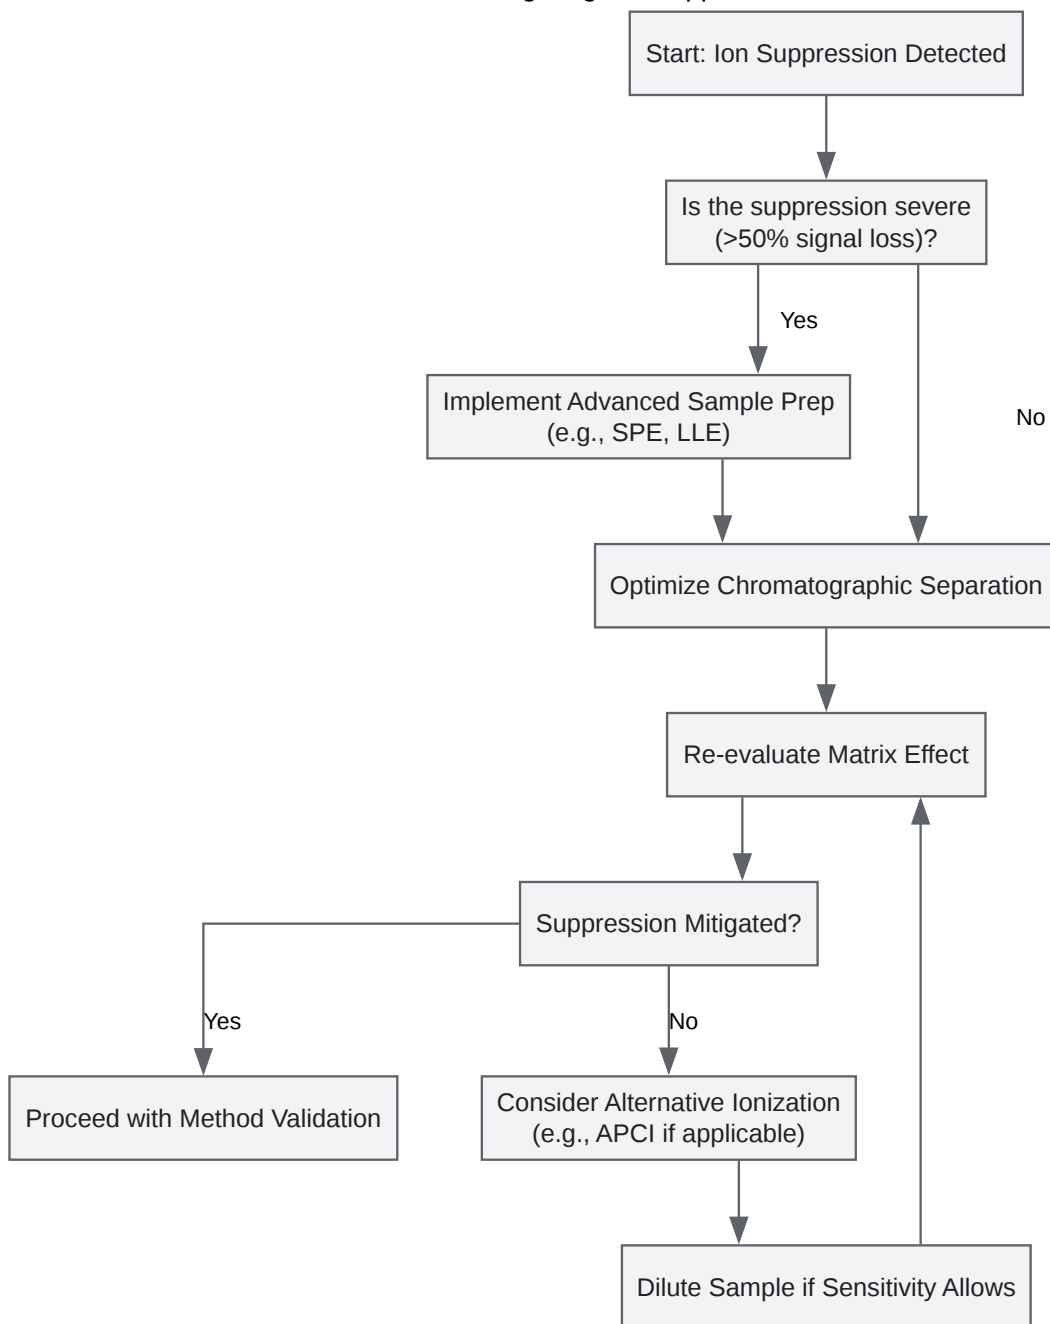 Start: Ion Suppression Detected
Is the suppression severe
(>50% signal loss)?
Yes
Implement Advanced Sample Prep
(e.g., SPE, LLE)
No
Optimize Chromatographic Separation
Re-evaluate Matrix Effect
Suppression Mitigated?
Yes
No
Proceed with Method Validation
Consider Alternative Ionization
(e.g., APCI if applicable)
Dilute Sample if Sensitivity Allows